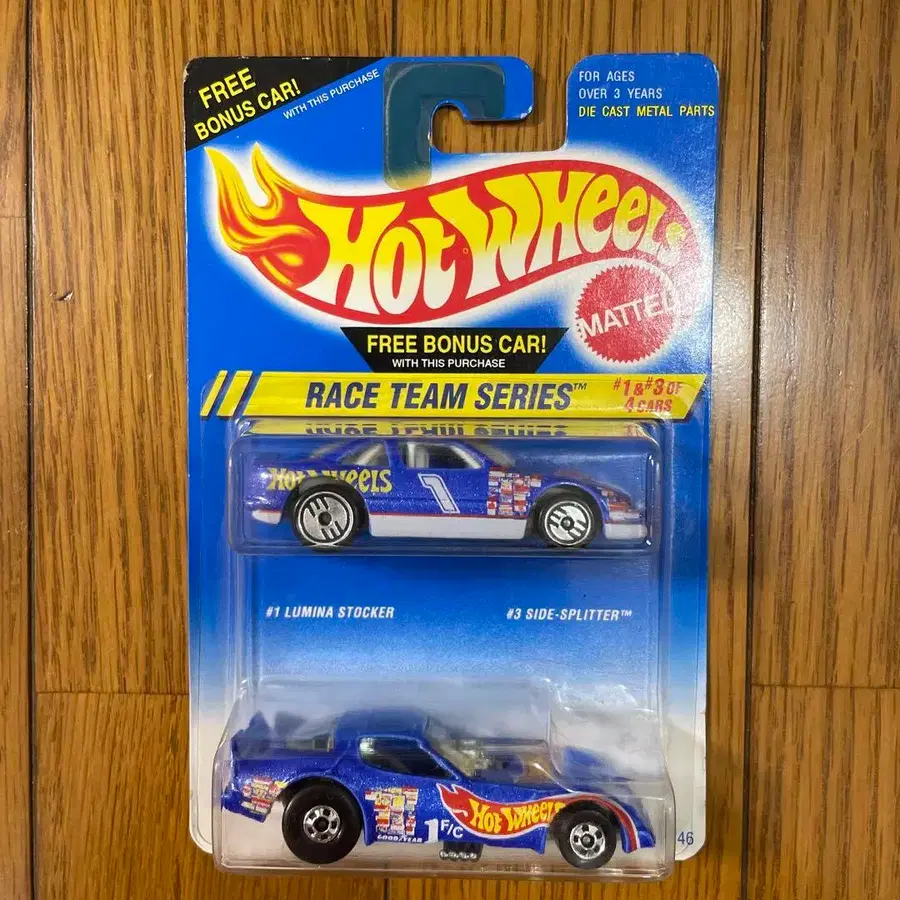 FREE
BONUS CAR!
WITH THIS PURCHASE
FOR AGES
OVER 3 YEARS
DIE CAST METAL PARTS
HOT WHEELS
MATTEL
FREE BONUS CAR!
WITH THIS PURCHASE
RACE TEAM SERIES™
#1 & #3 OF
4 CARS
HOT WHEELS
1
#1 LUMINA STOCKER
#3 SIDE-SPLITTER™
1 F/C
HOT WHEELS
GOODYEAR
46